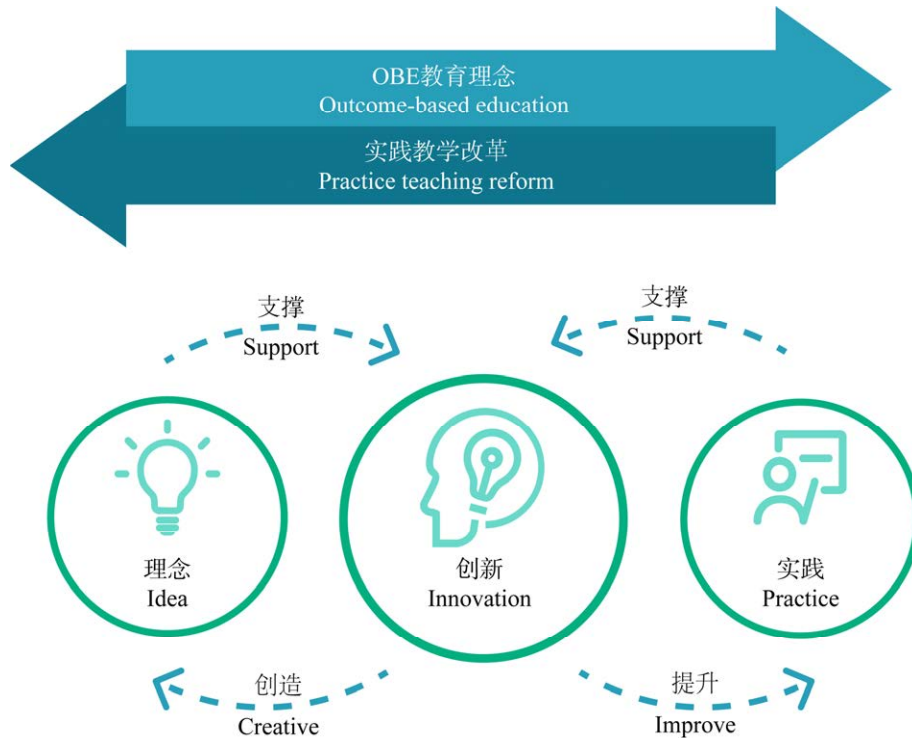 OBE教育理念
Outcome-based education
实践教学改革
Practice teaching reform
支撑
Support
支撑
Support
理念
Idea
创新
Innovation
实践
Practice
创造
Creative
提升
Improve